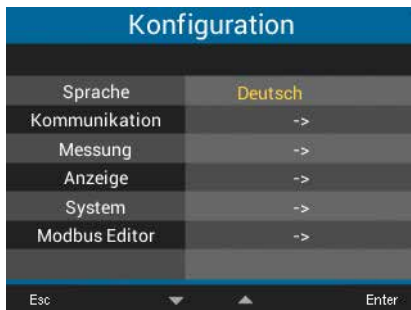 Konfiguration
Sprache Deutsch
Kommunikation ->
Messung ->
Anzeige ->
System ->
Modbus Editor ->
Esc Enter